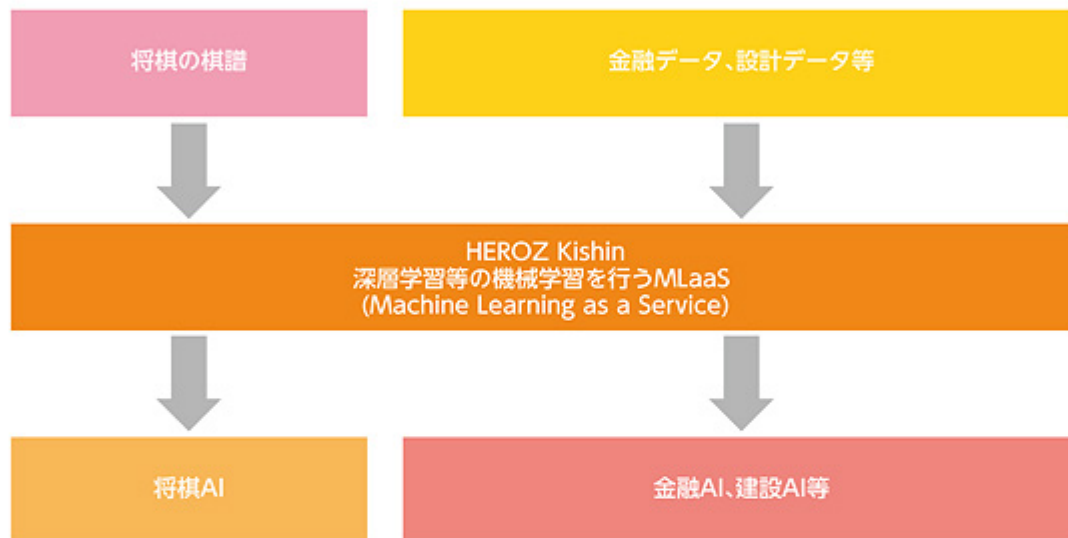 将棋の棋譜
金融データ、設計データ等
HEROZ Kishin
深層学習等の機械学習を行うMLaaS
(Machine Learning as a Service)
将棋AI
金融AI、建設AI等